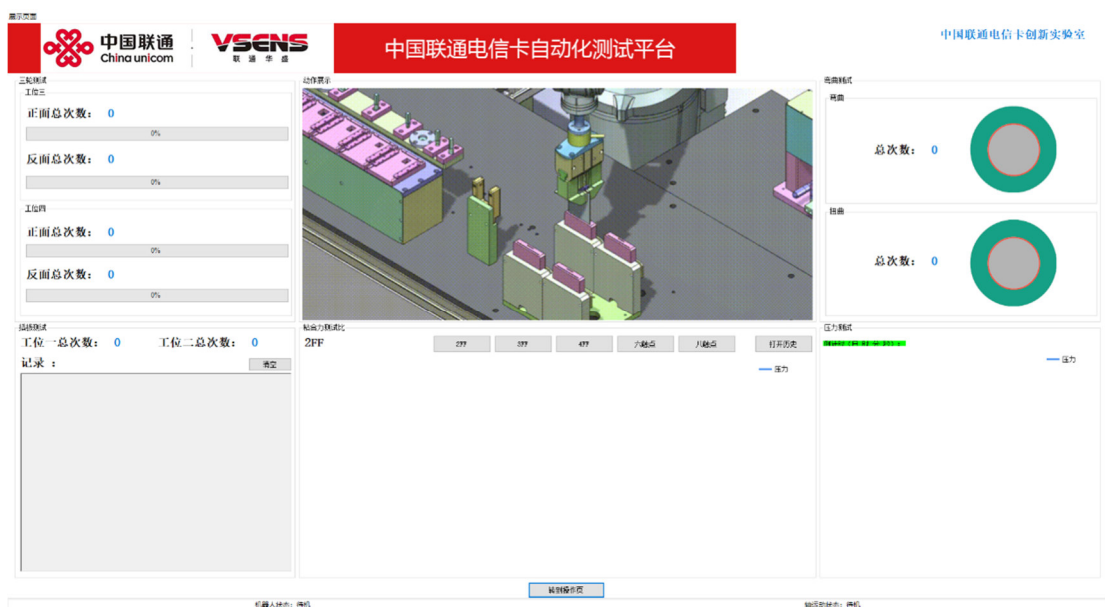 展示页面
中国联通
China unicom
VSENS
联通华盛
中国联通电信卡自动化测试平台
中国联通电信卡创新实验室
三轮测试
工位三
正面总次数： 0
0%
反面总次数： 0
0%
工位四
正面总次数： 0
0%
反面总次数： 0
0%
动作展示
弯曲测试
弯曲
总次数： 0
扭曲
总次数： 0
插拔测试
工位一总次数： 0 工位二总次数： 0
记录 ：
清空
粘合力测试比
2FF
2FF 3FF 4FF 六触点 八触点 打开历史
压力
压力测试
压力
转到操作页
机器人状态：待机